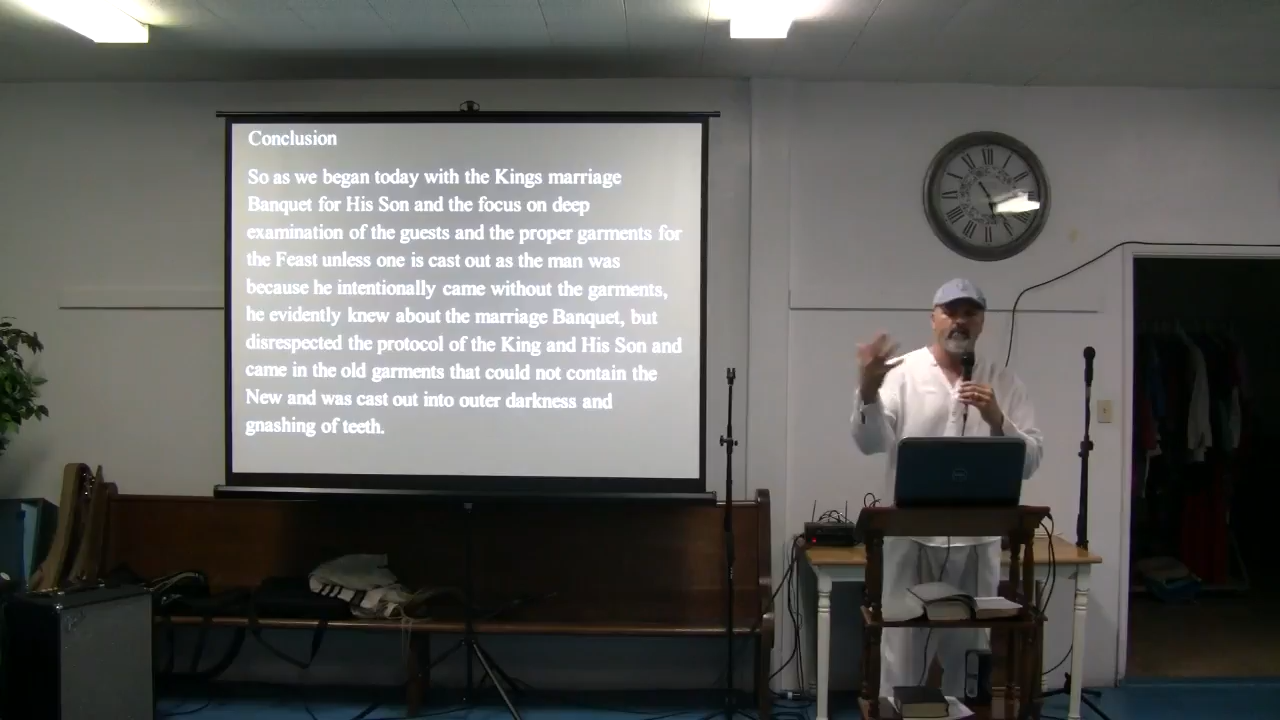 Conclusion
So as we began today with the Kings marriage
Banquet for His Son and the focus on deep
examination of the guests and the proper garments for
the Feast unless one is cast out as the man was
because he intentionally came without the garments,
he evidently knew about the marriage Banquet, but
disrespected the protocol of the King and His Son and
came in the old garments that could not contain the
New and was cast out into outer darkness and
gnashing of teeth.